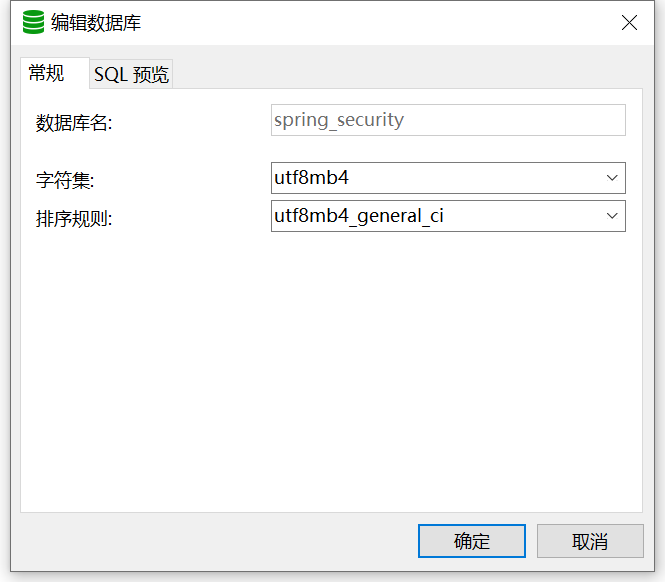 编辑数据库
常规 SQL 预览
数据库名: spring_security
字符集: utf8mb4
排序规则: utf8mb4_general_ci
确定 取消